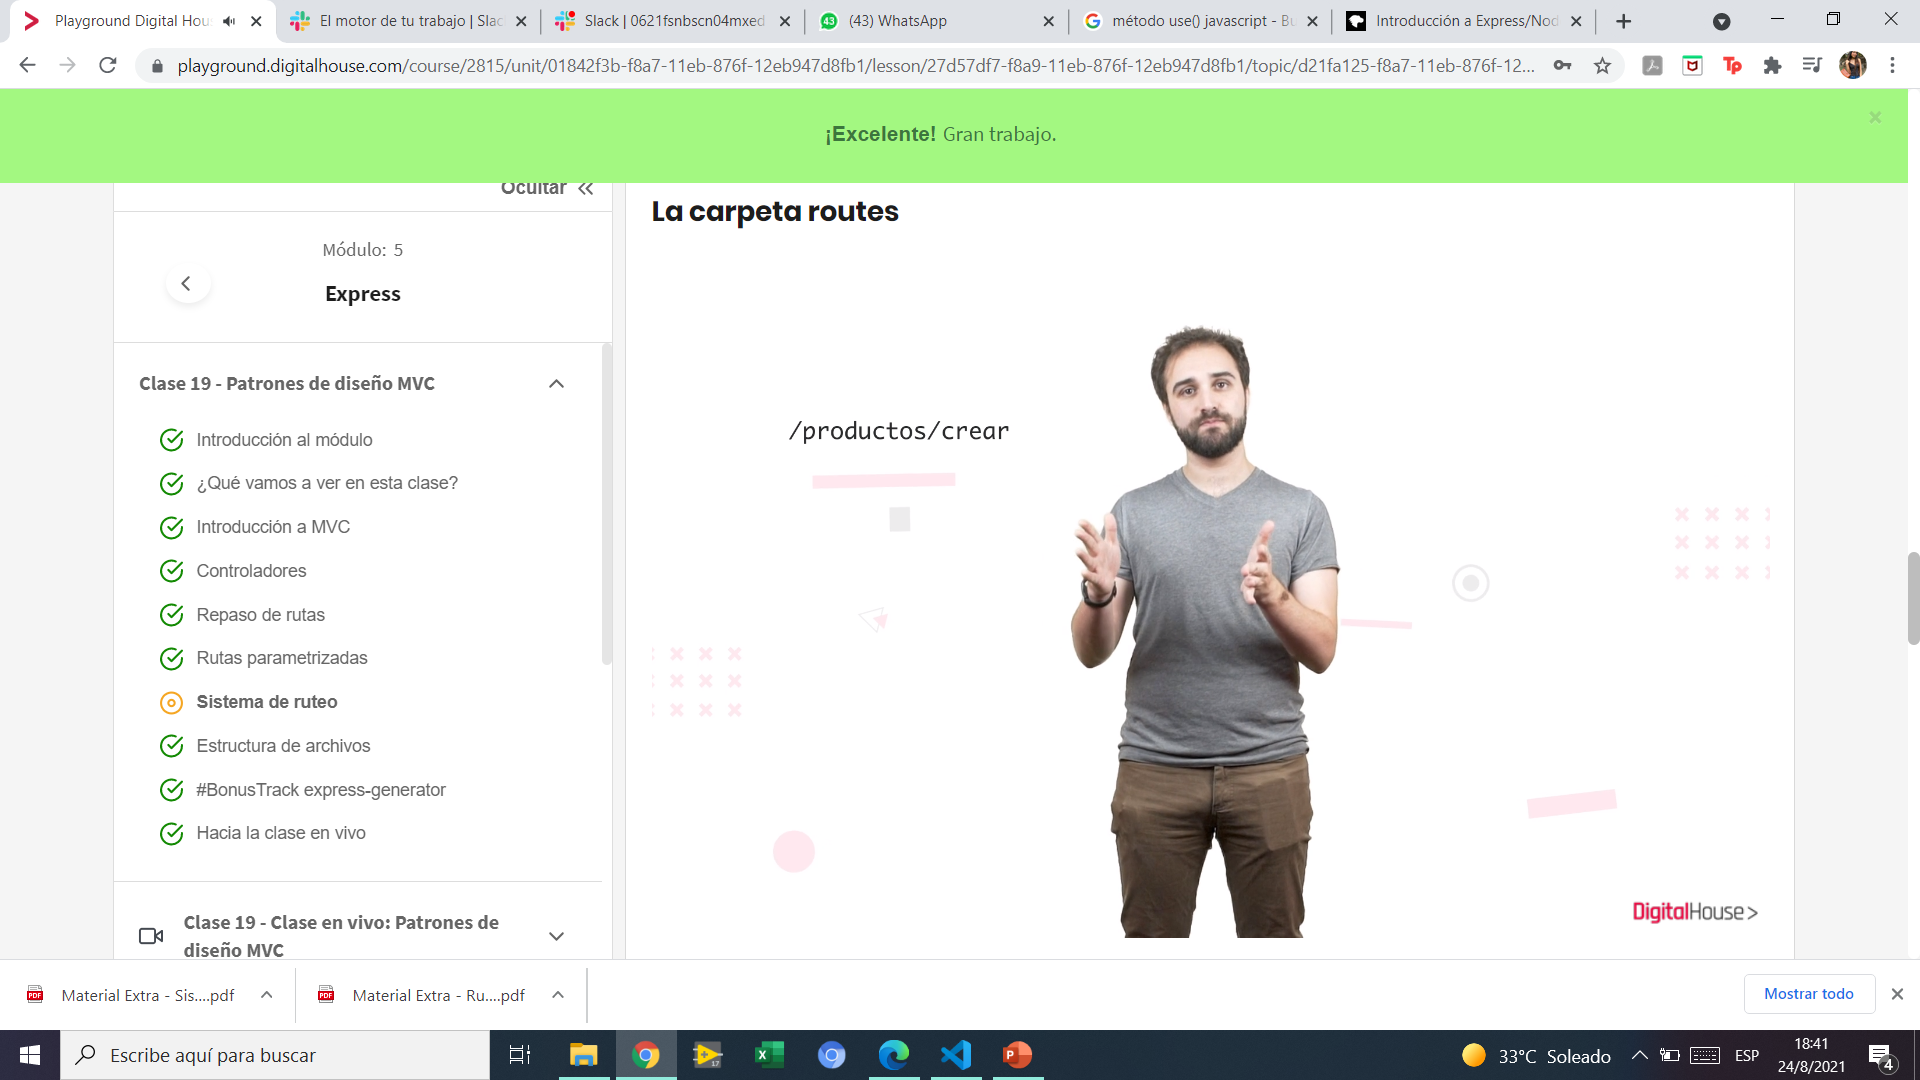 Playground Digital Hou
El motor de tu trabajo | Slac
Slack | 0621fsnbscn04mxed
(43) WhatsApp
método use() javascript - Bu
Introducción a Express/Nod
playground.digitalhouse.com/course/2815/unit/01842f3b-f8a7-11eb-876f-12eb947d8fb1/lesson/27d57df7-f8a9-11eb-876f-12eb947d8fb1/topic/d21fa125-f8a7-11eb-876f-12...
¡Excelente! Gran trabajo.
Ocultar
Módulo: 5
Express
Clase 19 - Patrones de diseño MVC
Introducción al módulo
¿Qué vamos a ver en esta clase?
Introducción a MVC
Controladores
Repaso de rutas
Rutas parametrizadas
Sistema de ruteo
Estructura de archivos
#BonusTrack express-generator
Hacia la clase en vivo
Clase 19 - Clase en vivo: Patrones de
diseño MVC
La carpeta routes
/productos/crear
DigitalHouse>
Material Extra - Sis....pdf
Material Extra - Ru....pdf
Mostrar todo
Escribe aquí para buscar
33°C Soleado
ESP
18:41
24/8/2021
4